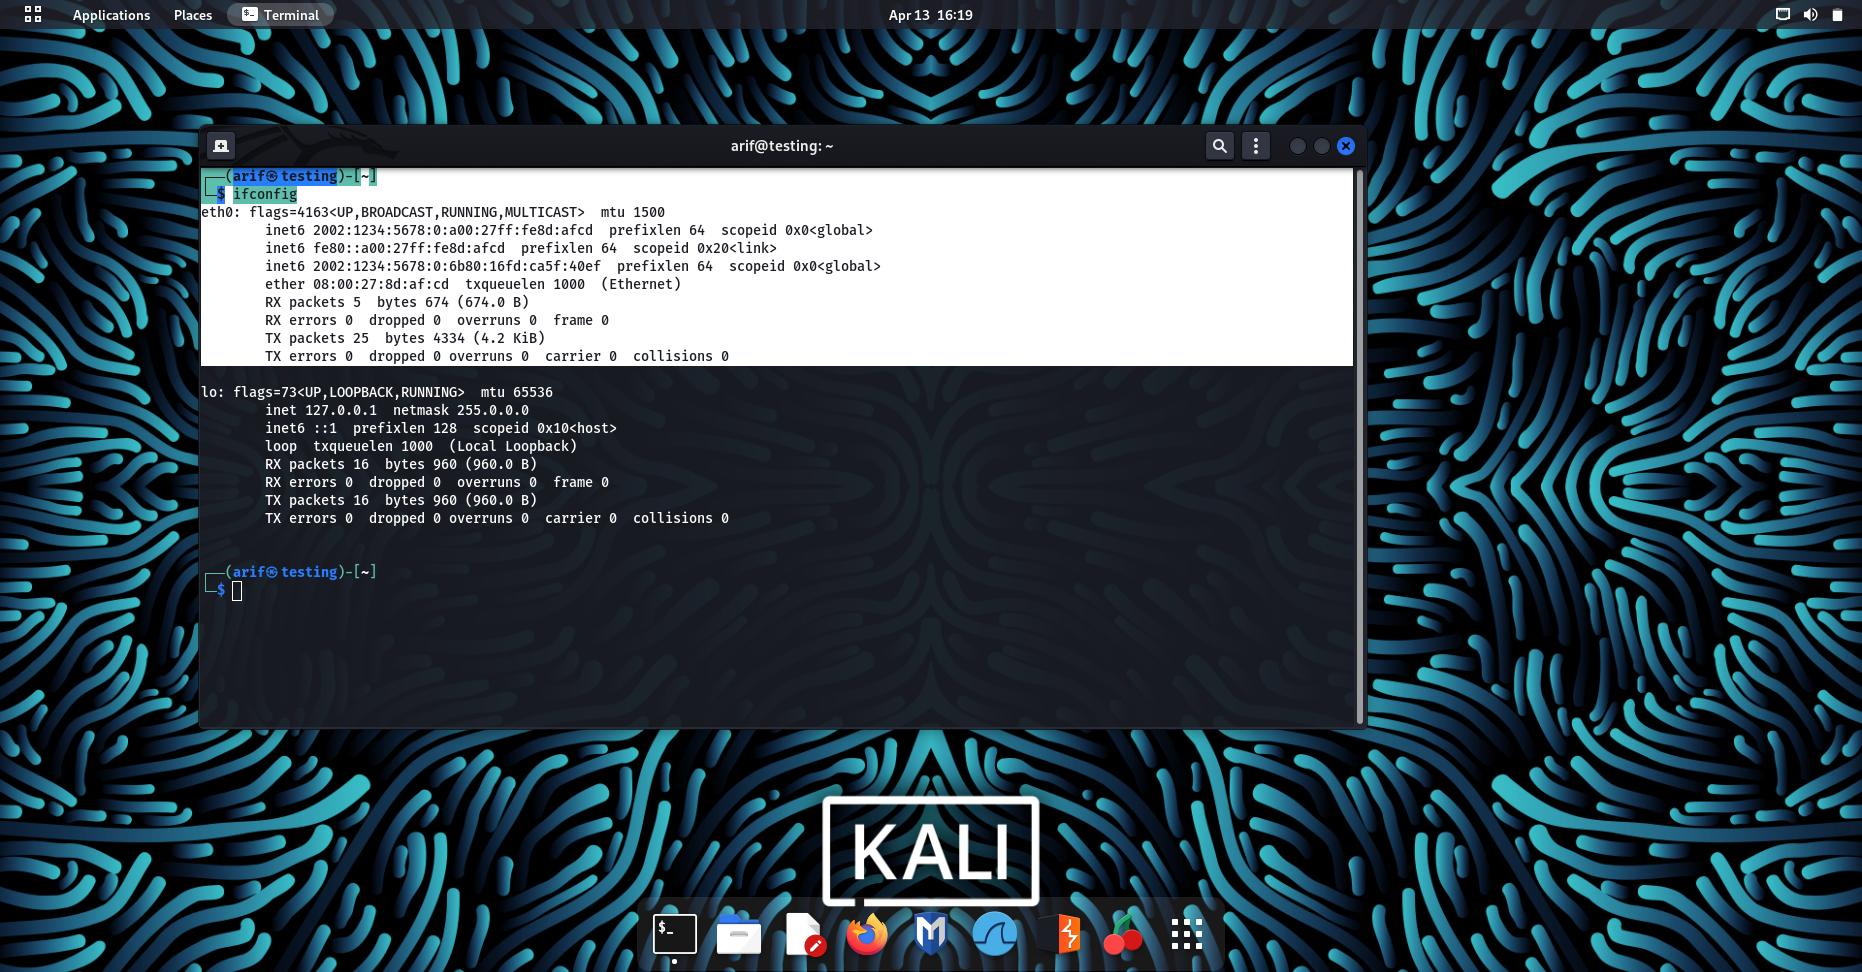 Applications Places Terminal Apr 13 16:19
arif@testing: ~
┌──(arif㉿testing)-[~]
└─$ ifconfig
eth0: flags=4163<UP,BROADCAST,RUNNING,MULTICAST>  mtu 1500
        inet6 2002:1234:5678:0:a00:27ff:fe8d:afcd  prefixlen 64  scopeid 0x0<global>
        inet6 fe80::a00:27ff:fe8d:afcd  prefixlen 64  scopeid 0x20<link>
        inet6 2002:1234:5678:0:6b80:16fd:ca5f:40ef  prefixlen 64  scopeid 0x0<global>
        ether 08:00:27:8d:af:cd  txqueuelen 1000  (Ethernet)
        RX packets 5  bytes 674 (674.0 B)
        RX errors 0  dropped 0  overruns 0  frame 0
        TX packets 25  bytes 4334 (4.2 KiB)
        TX errors 0  dropped 0 overruns 0  carrier 0  collisions 0
lo: flags=73<UP,LOOPBACK,RUNNING>  mtu 65536
        inet 127.0.0.1  netmask 255.0.0.0
        inet6 ::1  prefixlen 128  scopeid 0x10<host>
        loop  txqueuelen 1000  (Local Loopback)
        RX packets 16  bytes 960 (960.0 B)
        RX errors 0  dropped 0  overruns 0  frame 0
        TX packets 16  bytes 960 (960.0 B)
        TX errors 0  dropped 0 overruns 0  carrier 0  collisions 0
┌──(arif㉿testing)-[~]
└─$
KALI
$_